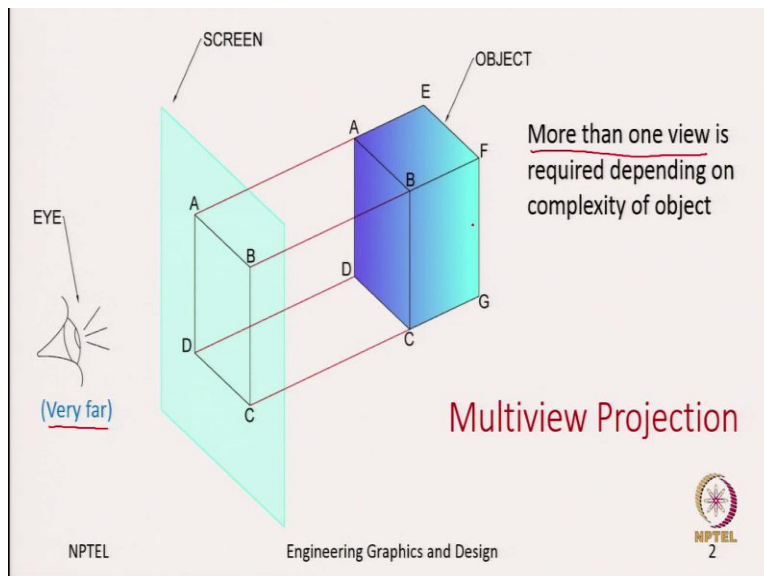 SCREEN
OBJECT
E
A
F
B
More than one view is
required depending on
complexity of object
A
EYE
B
D
G
D
C
(Very far)
C
Multiview Projection
NPTEL
NPTEL
Engineering Graphics and Design
2